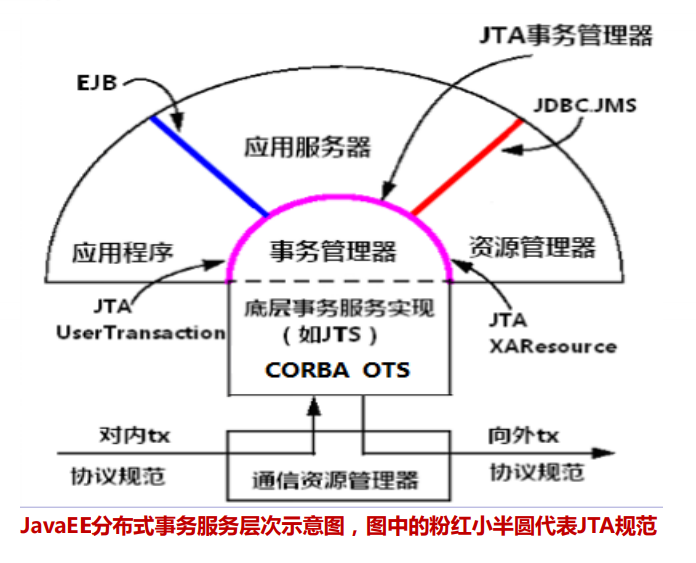 JTA事务管理器
EJB
JDBC.JMS
应用服务器
应用程序
事务管理器
资源管理器
JTA
UserTransaction
底层事务服务实现
（如JTS）
CORBA OTS
JTA
XAResource
对内tx
协议规范
向外tx
协议规范
通信资源管理器
JavaEE分布式事务服务层次示意图，图中的粉红小半圆代表JTA规范